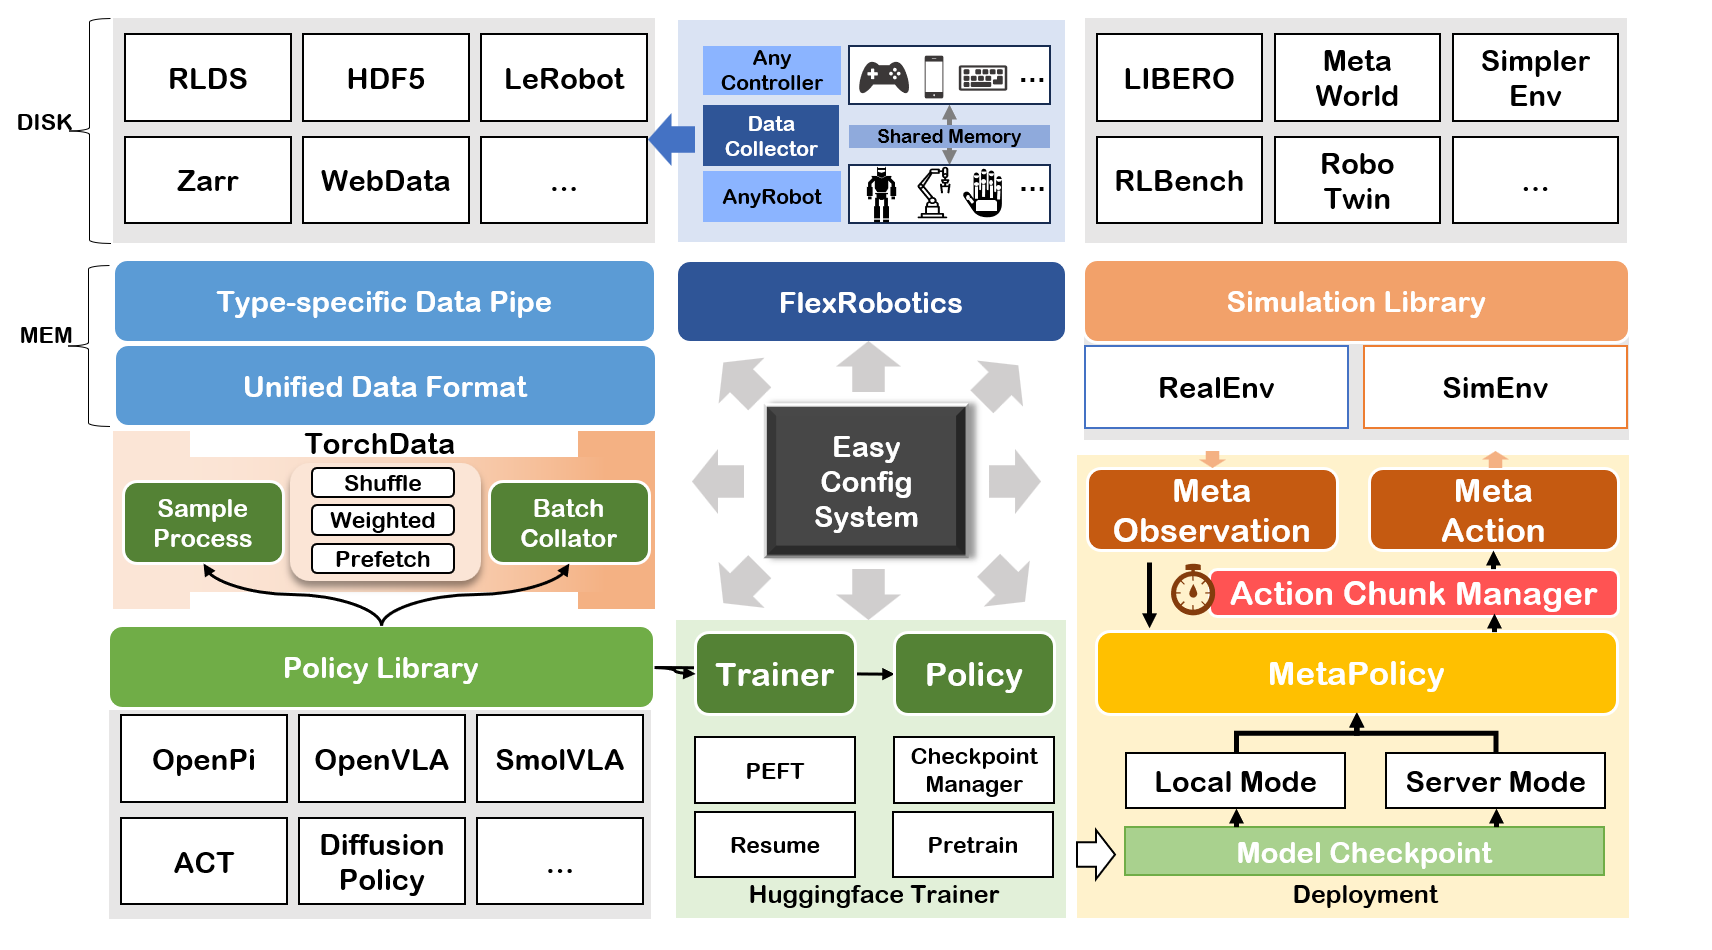 DISK
RLDS
HDF5
LeRobot
Zarr
WebData
...
Any
Controller
...
Data
Collector
Shared Memory
AnyRobot
...
LIBERO
Meta
World
Simpler
Env
RLBench
Robo
Twin
...
MEM
Type-specific Data Pipe
Unified Data Format
FlexRobotics
Simulation Library
RealEnv
SimEnv
TorchData
Sample
Process
Shuffle
Weighted
Prefetch
Batch
Collator
Easy
Config
System
Meta
Observation
Meta
Action
Action Chunk Manager
MetaPolicy
Local Mode
Server Mode
Model Checkpoint
Deployment
Policy Library
OpenPi
OpenVLA
SmolVLA
ACT
Diffusion
Policy
...
Trainer
Policy
PEFT
Checkpoint
Manager
Resume
Pretrain
Huggingface Trainer